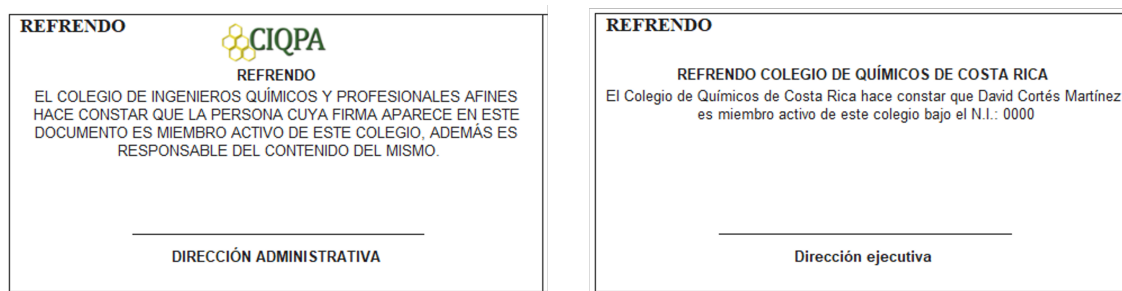 REFRENDO
CIQPA
REFRENDO
EL COLEGIO DE INGENIEROS QUÍMICOS Y PROFESIONALES AFINES
HACE CONSTAR QUE LA PERSONA CUYA FIRMA APARECE EN ESTE
DOCUMENTO ES MIEMBRO ACTIVO DE ESTE COLEGIO, ADEMÁS ES
RESPONSABLE DEL CONTENIDO DEL MISMO.
DIRECCIÓN ADMINISTRATIVA
REFRENDO
REFRENDO COLEGIO DE QUÍMICOS DE COSTA RICA
El Colegio de Químicos de Costa Rica hace constar que David Cortés Martínez
es miembro activo de este colegio bajo el N.I.: 0000
Dirección ejecutiva